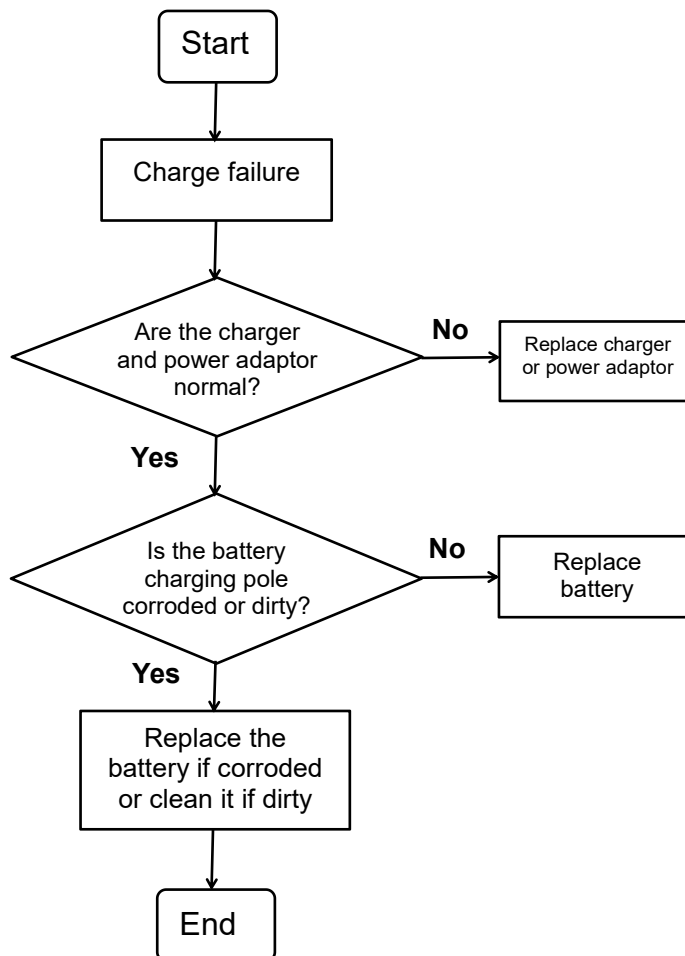 Start
Charge failure
Are the charger
and power adaptor
normal?
No
Replace charger
or power adaptor
Yes
Is the battery
charging pole
corroded or dirty?
No
Replace
battery
Yes
Replace the
battery if corroded
or clean it if dirty
End